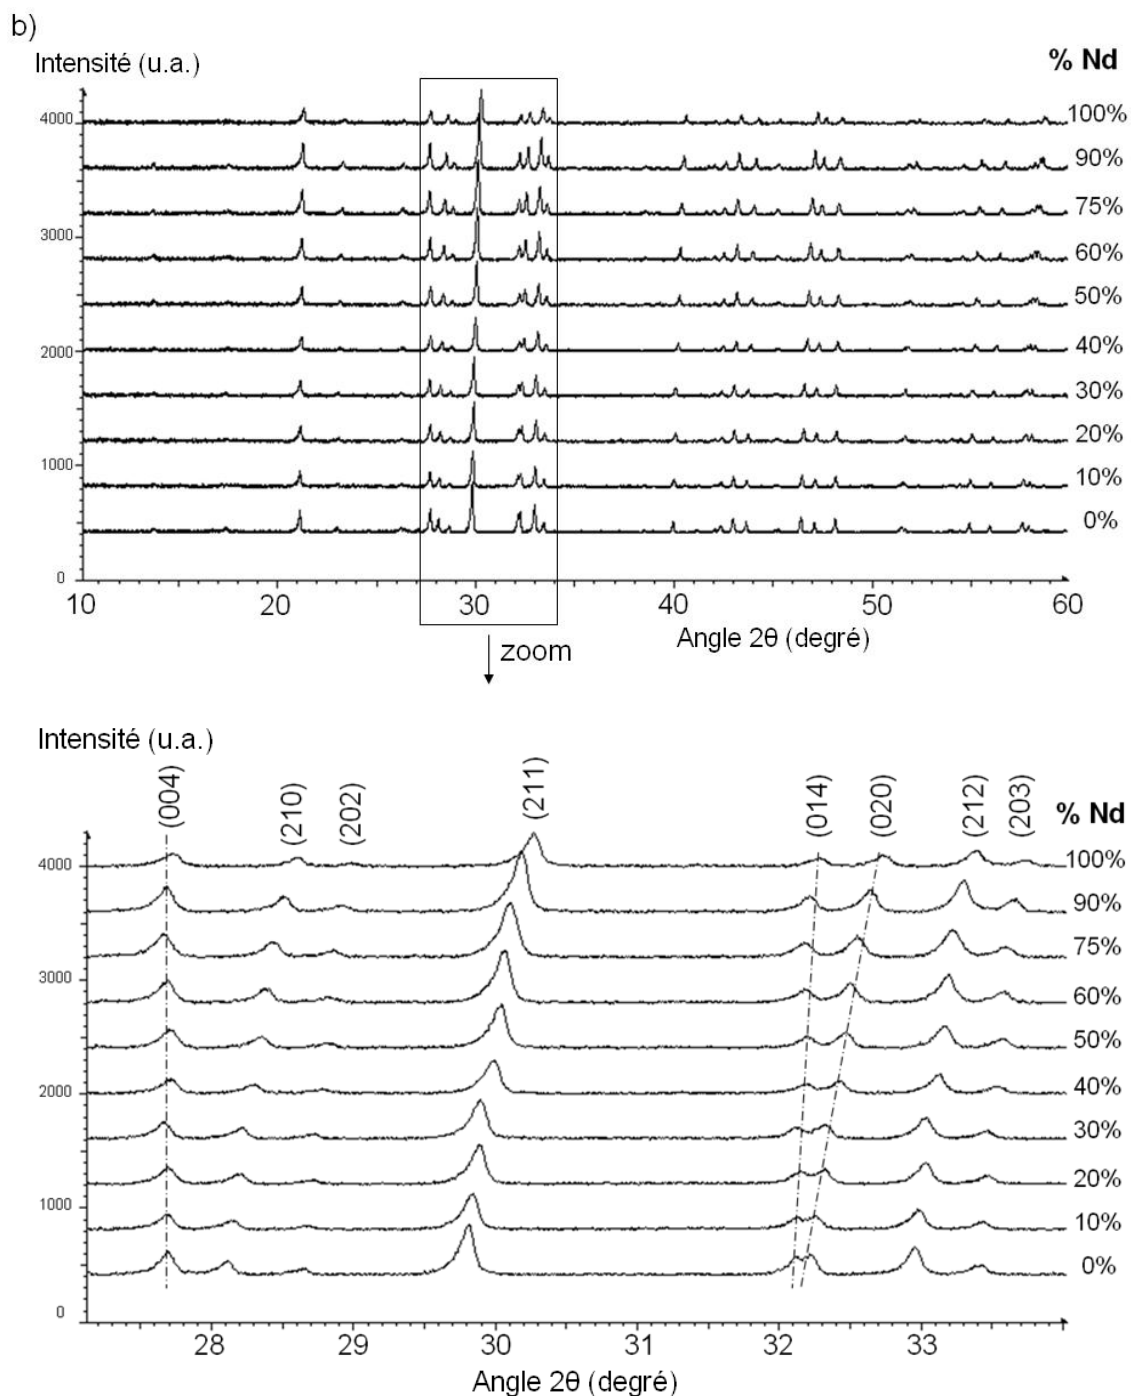 b)
Intensité (u.a.)
% Nd
4000
3000
2000
1000
0
100%
90%
75%
60%
50%
40%
30%
20%
10%
0%
10 20 30 40 50 60
Angle 2θ (degré)
zoom
Intensité (u.a.)
(004) (210) (202) (211) (014) (020) (212) (203)
% Nd
4000
3000
2000
1000
0
100%
90%
75%
60%
50%
40%
30%
20%
10%
0%
28 29 30 31 32 33
Angle 2θ (degré)